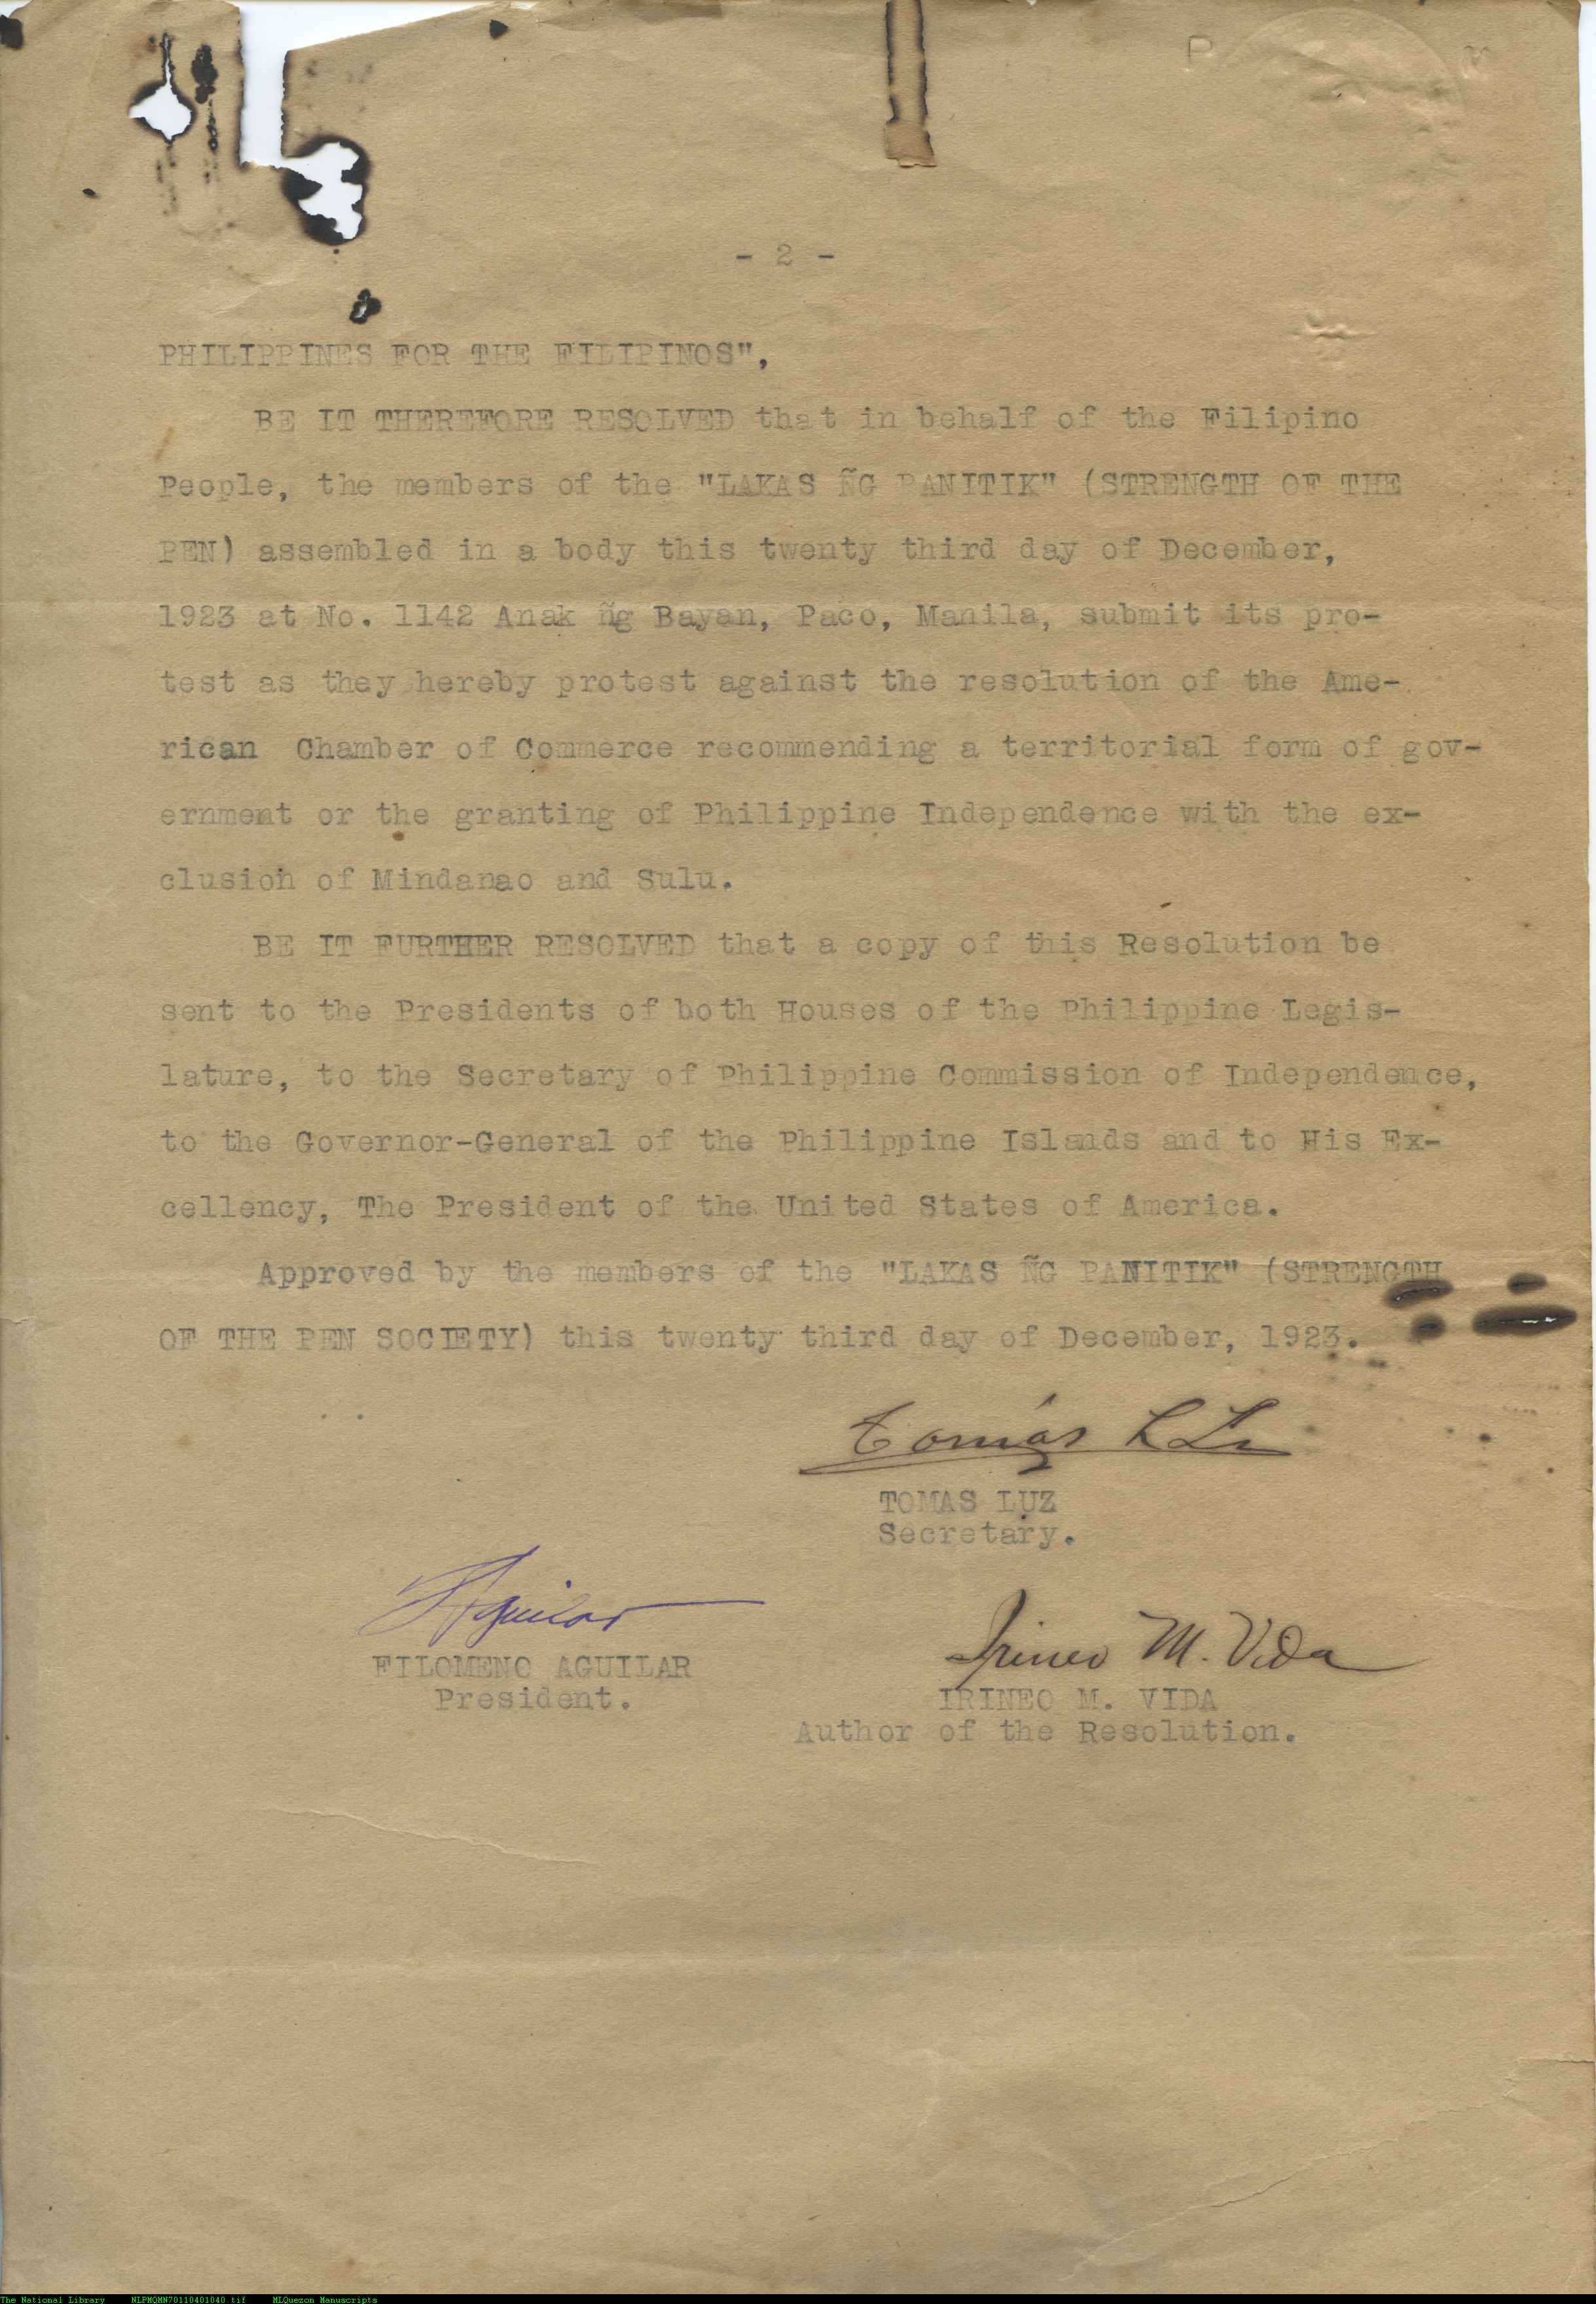 - 2 -
PHILIPPINES FOR THE FILIPINOS",
BE IT THEREFORE RESOLVED that in behalf of the Filipino
People, the members of the "LAKAS ÑG PANITIK" (STRENGTH OF THE
PEN) assembled in a body this twenty third day of December,
1923 at No. 1142 Anak ñg Bayan, Paco, Manila, submit its pro-
test as they hereby protest against the resolution of the Ame-
rican Chamber of Commerce recommending a territorial form of gov-
ernment or the granting of Philippine Independence with the ex-
clusion of Mindanao and Sulu.
BE IT FURTHER RESOLVED that a copy of this Resolution be
sent to the Presidents of both Houses of the Philippine Legis-
lature, to the Secretary of Philippine Commission of Independence,
to the Governor-General of the Philippine Islands and to His Ex-
cellency, The President of the United States of America.
Approved by the members of the "LAKAS ÑG PANITIK" (STRENGTH
OF THE PEN SOCIETY) this twenty third day of December, 1923.
Tomás
TOMAS LUZ
Secretary.
Aguilar
FILOMENO AGUILAR
President.
Irineo M. Vida
IRINEO M. VIDA
Author of the Resolution.
The National Library NLPMQMN70110401040.tif MLQuezon Manuscripts